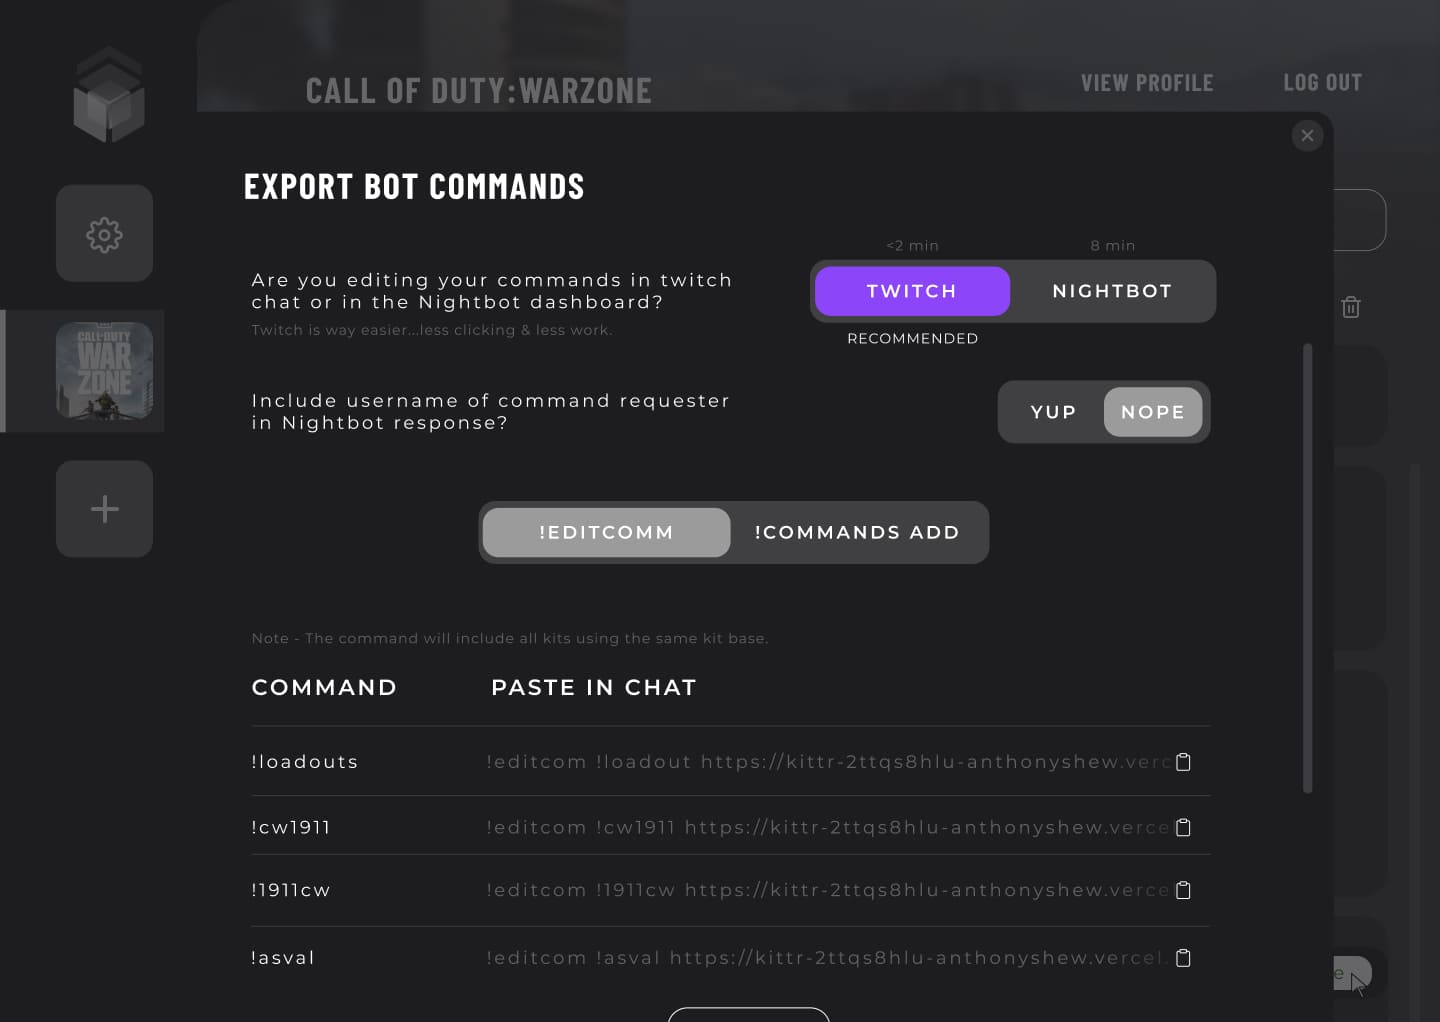 CALL OF DUTY:WARZONE
VIEW PROFILE
LOG OUT
EXPORT BOT COMMANDS
<2 min
8 min
Are you editing your commands in twitch
chat or in the Nightbot dashboard?
Twitch is way easier...less clicking & less work.
TWITCH
NIGHTBOT
RECOMMENDED
CALL OF DUTY
WAR
ZONE
Include username of command requester
in Nightbot response?
YUP
NOPE
!EDITCOMM
!COMMANDS ADD
Note - The command will include all kits using the same kit base.
COMMAND
PASTE IN CHAT
!loadouts
!editcom !loadout https://kittr-2ttqs8hlu-anthonyshew.verc
!cw1911
!editcom !cw1911 https://kittr-2ttqs8hlu-anthonyshew.vercel
!1911cw
!editcom !1911cw https://kittr-2ttqs8hlu-anthonyshew.vercel
!asval
!editcom !asval https://kittr-2ttqs8hlu-anthonyshew.vercel.